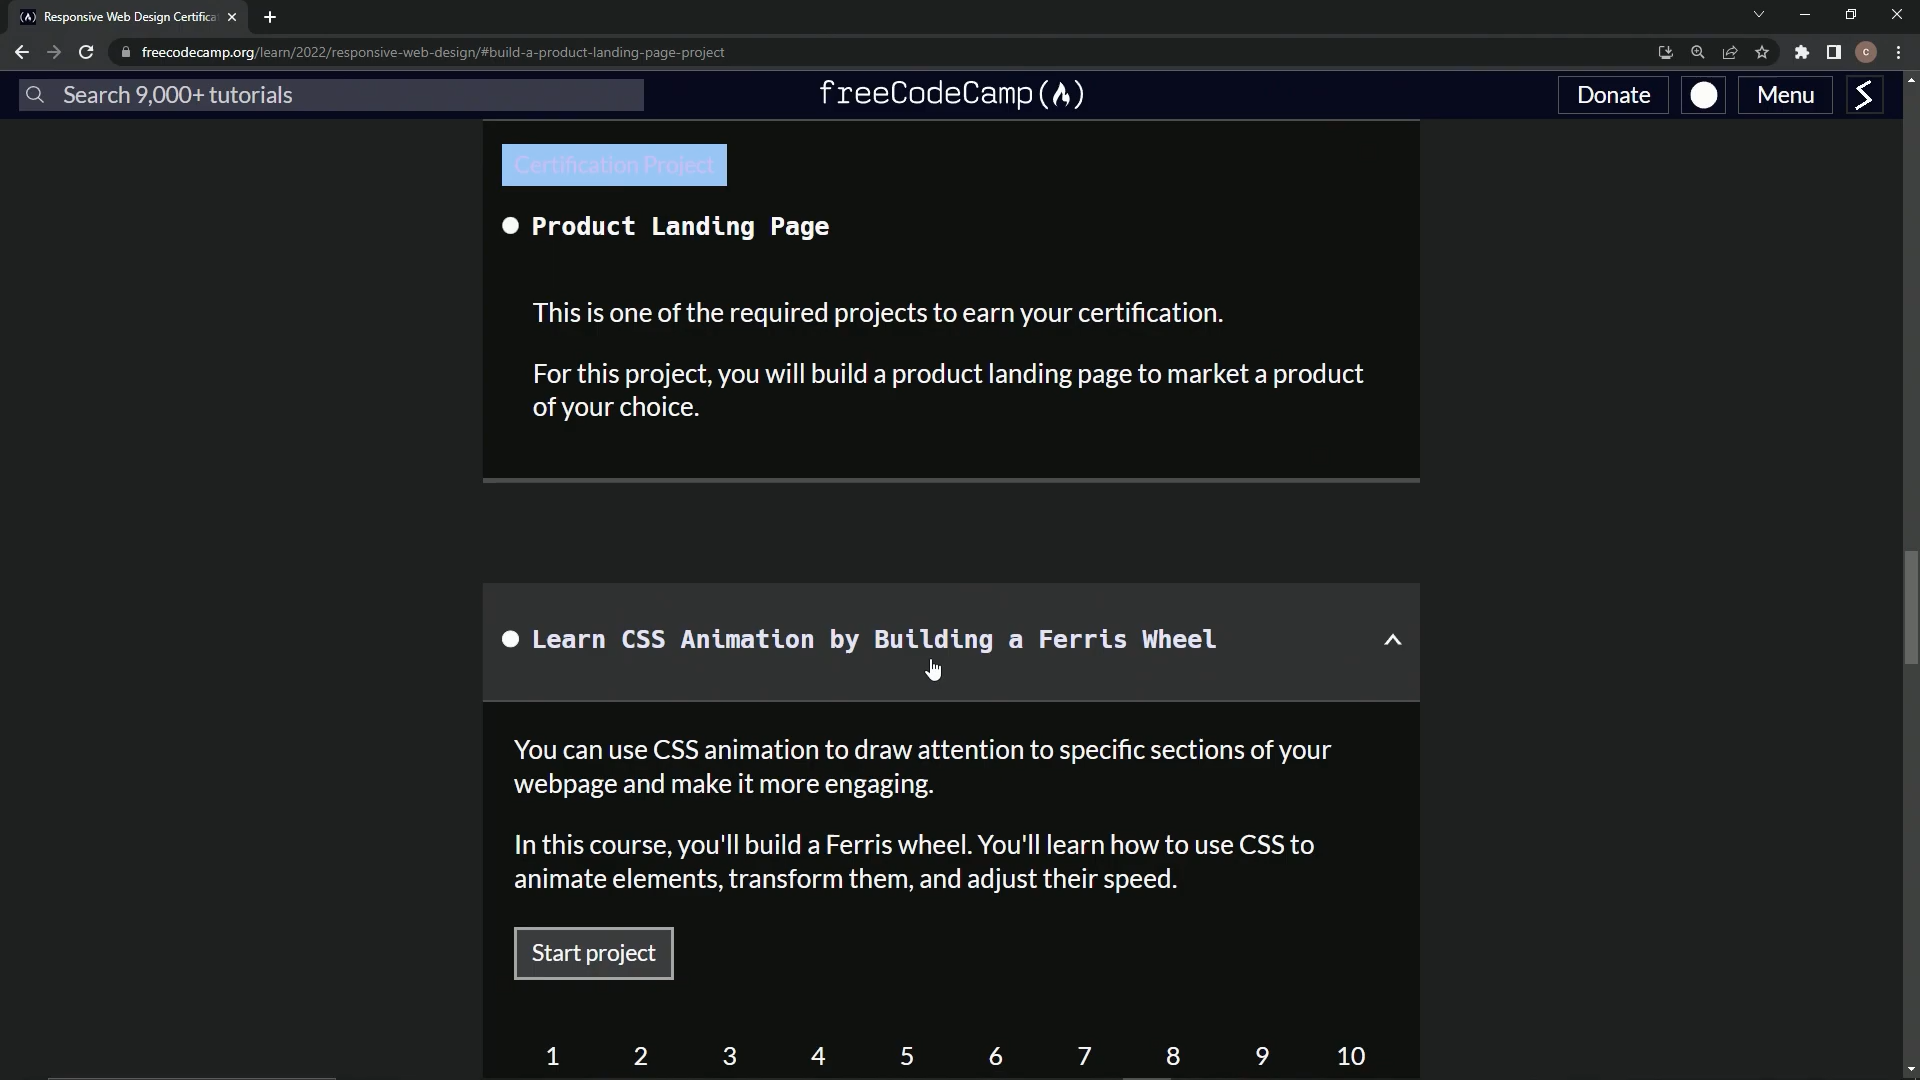 Responsive Web Design Certifica
freecodecamp.org/learn/2022/responsive-web-design/#build-a-product-landing-page-project
C
Search 9,000+ tutorials
freeCodeCamp
Donate
Menu
Certification Project
Product Landing Page
This is one of the required projects to earn your certification.
For this project, you will build a product landing page to market a product
of your choice.
Learn CSS Animation by Building a Ferris Wheel
You can use CSS animation to draw attention to specific sections of your
webpage and make it more engaging.
In this course, you'll build a Ferris wheel. You'll learn how to use CSS to
animate elements, transform them, and adjust their speed.
Start project
1 2 3 4 5 6 7 8 9 10